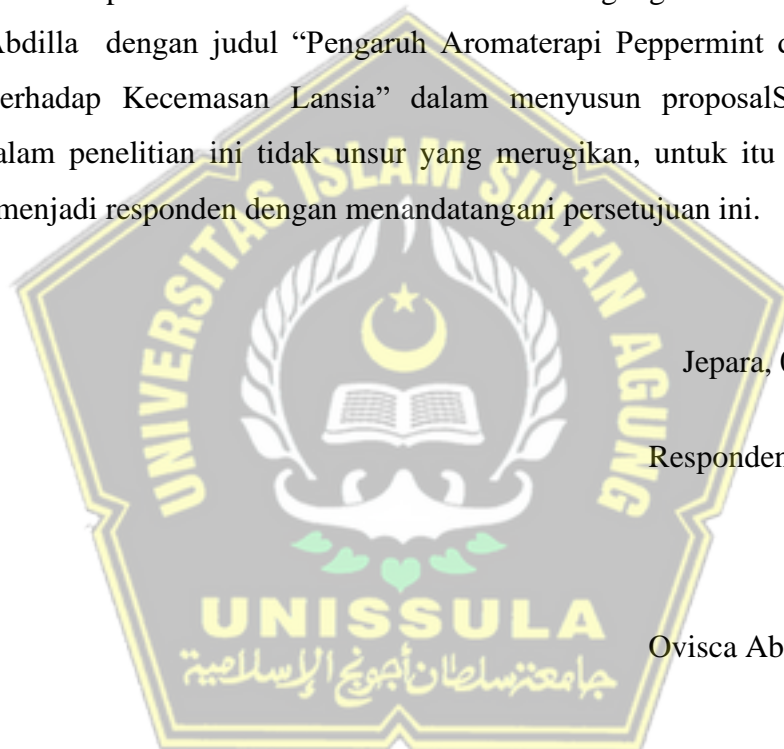 Abdilla dengan judul “Pengaruh Aromaterapi Peppermint
erhadap Kecemasan Lansia” dalam menyusun proposalS
alam penelitian ini tidak unsur yang merugikan, untuk itu
menjadi responden dengan menandatangani persetujuan ini.
UNIVERSITAS ISLAM SULTAN AGUNG
Jepara,
Responden
UNISSULA
جامعة سلطان أجونج الإسلامية
Ovisca Ab